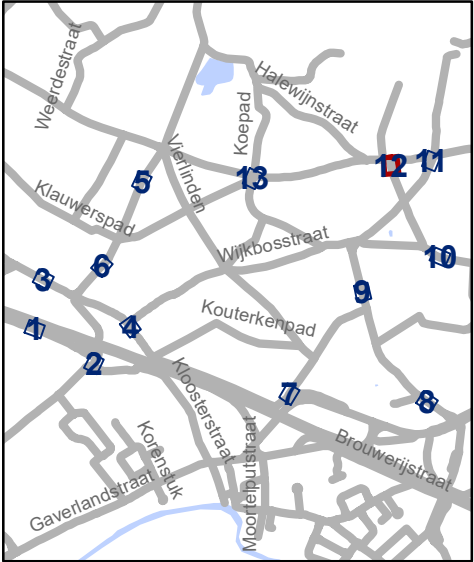 Weerdestraat
Halewijnstraat
Koepad
Vierlinden
11
12
13
5
Klauwerspad
Wijkbosstraat
10
6
3
9
Kouterkenpad
4
1
2
Kloosterstraat
7
8
Korenstuk
Moortelputstraat
Brouwerijstraat
Gaverlandstraat